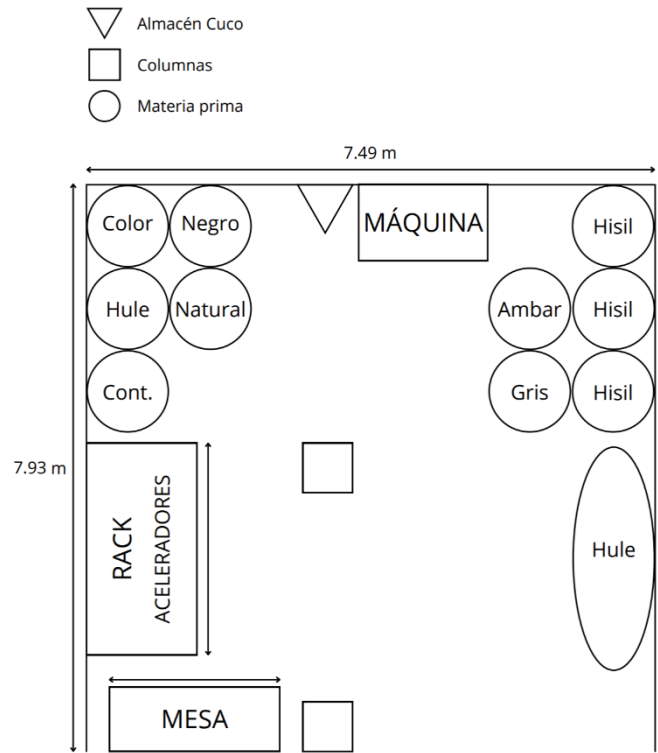 Almacén Cuco
Columnas
Materia prima
7.49 m
Color
Negro
MÁQUINA
Hisil
Hule
Natural
Ambar
Hisil
Cont.
Gris
Hisil
7.93 m
RACK
ACELERADORES
Hule
MESA